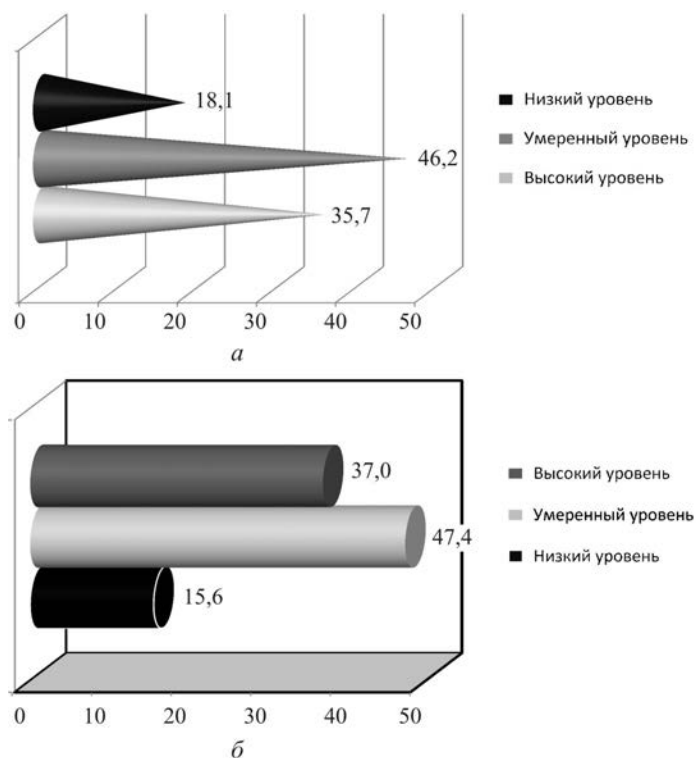 18,1
46,2
35,7
Низкий уровень
Умеренный уровень
Высокий уровень
0 10 20 30 40 50
а
37,0
47,4
15,6
Высокий уровень
Умеренный уровень
Низкий уровень
0 10 20 30 40 50
б